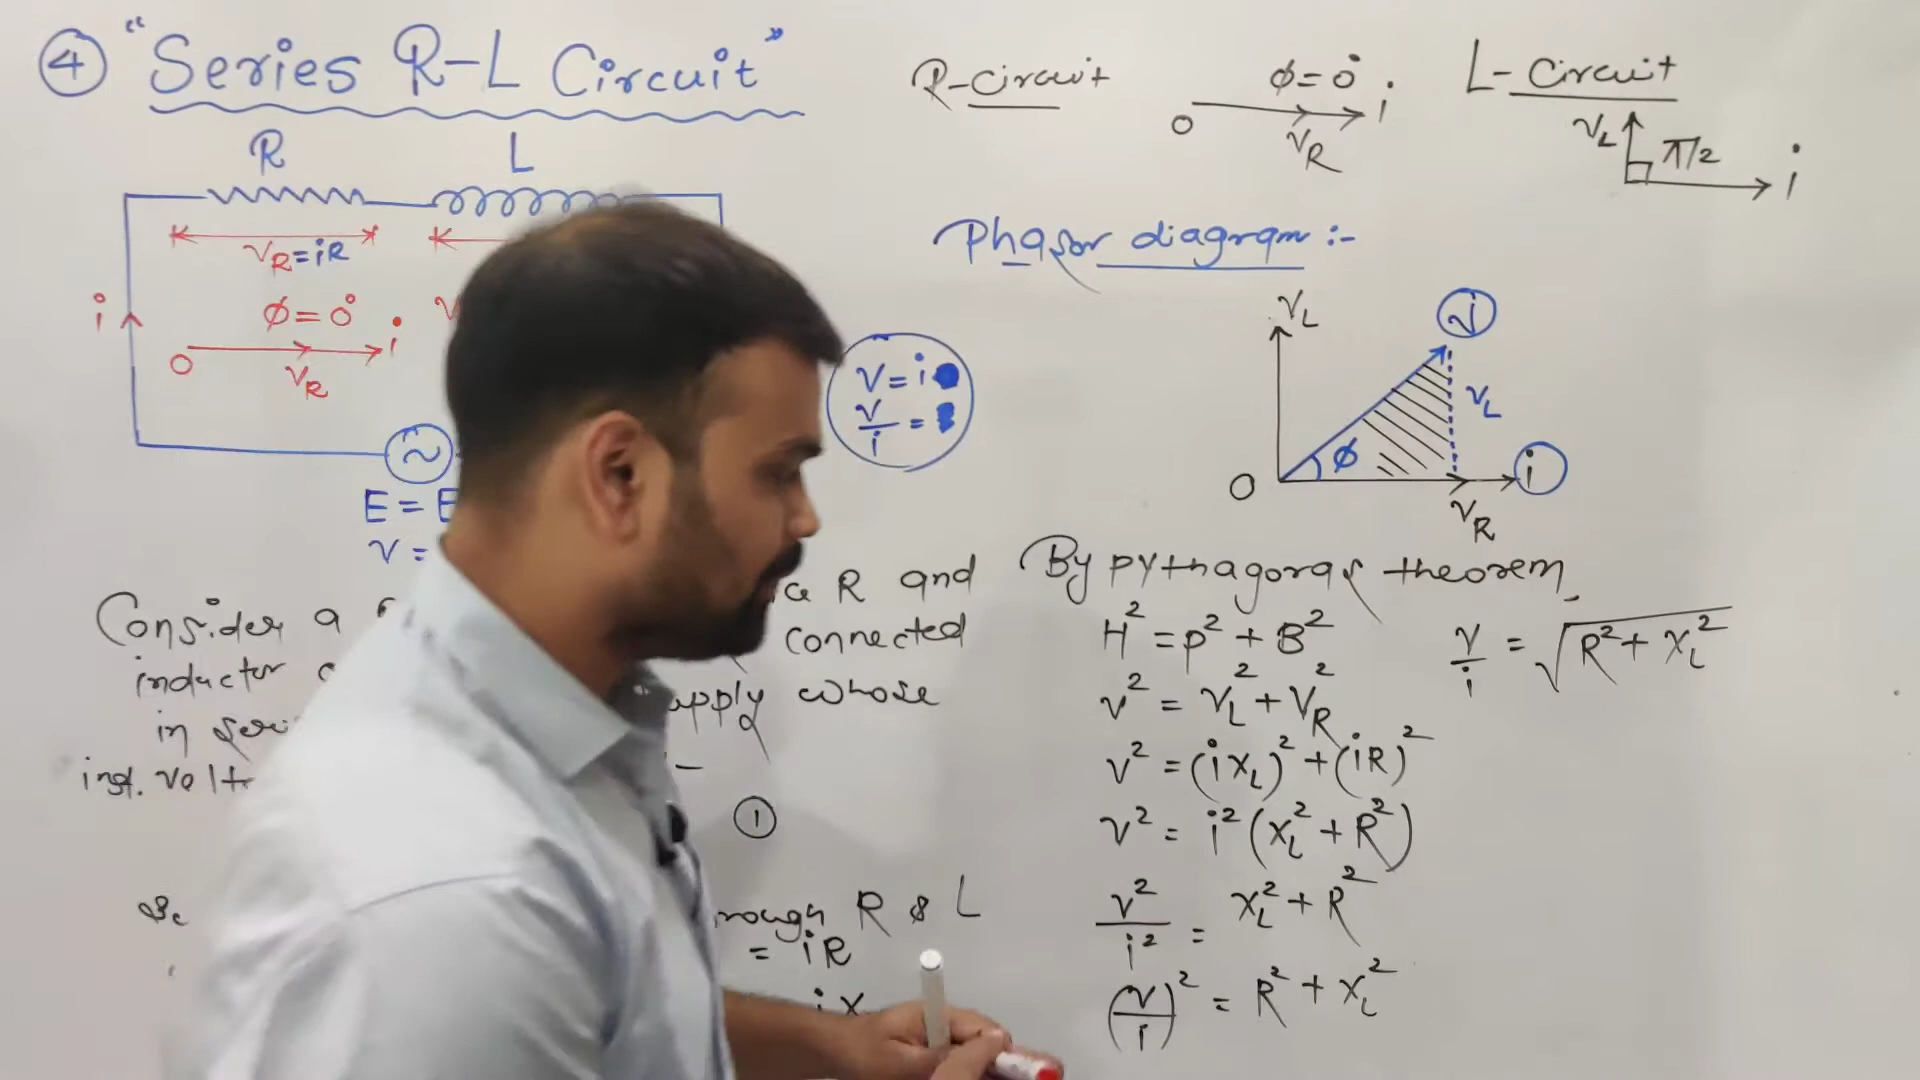 ④ "Series R-L Circuit"
R L
V_R = iR
i
ϕ = 0° i
O V_R
V = i
V/i =
E = E
V =
Consider a R and
inductor connected
in seri supply whose
inst. volt
①
Through R & L
= iR
iX
R-Circuit
ϕ = 0° i
O V_R
L-Circuit
V_L π/2 i
Phasor diagram :-
V_L V
V_L
O ϕ i
V_R
By pythagoras theorem
H² = P² + B²
V² = V_L² + V_R²
V² = (iX_L)² + (iR)²
V² = i² (X_L² + R²)
V²/i² = X_L² + R²
(V/i)² = R² + X_L²
V/i = √(R² + X_L²)